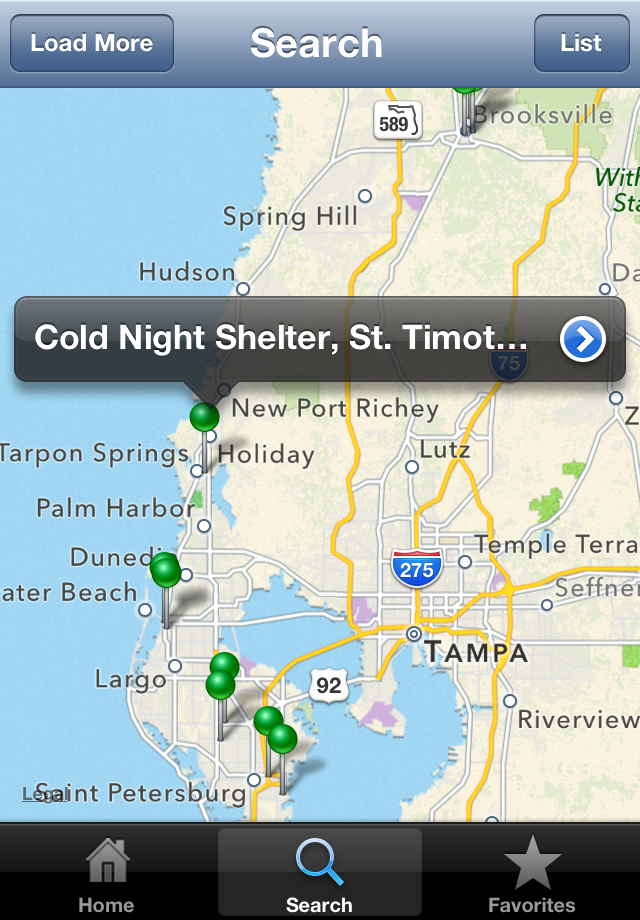 Load More
Search
List
589
Brooksville
With
Sta
Spring Hill
Hudson
Da
Cold Night Shelter, St. Timot...
75
New Port Richey
Z
Tarpon Springs
Holiday
Lutz
Palm Harbor
Temple Terra
Dunedi
275
Seffner
ater Beach
TAMPA
Largo
92
Riverview
Saint Petersburg
Legal
Home
Search
Favorites